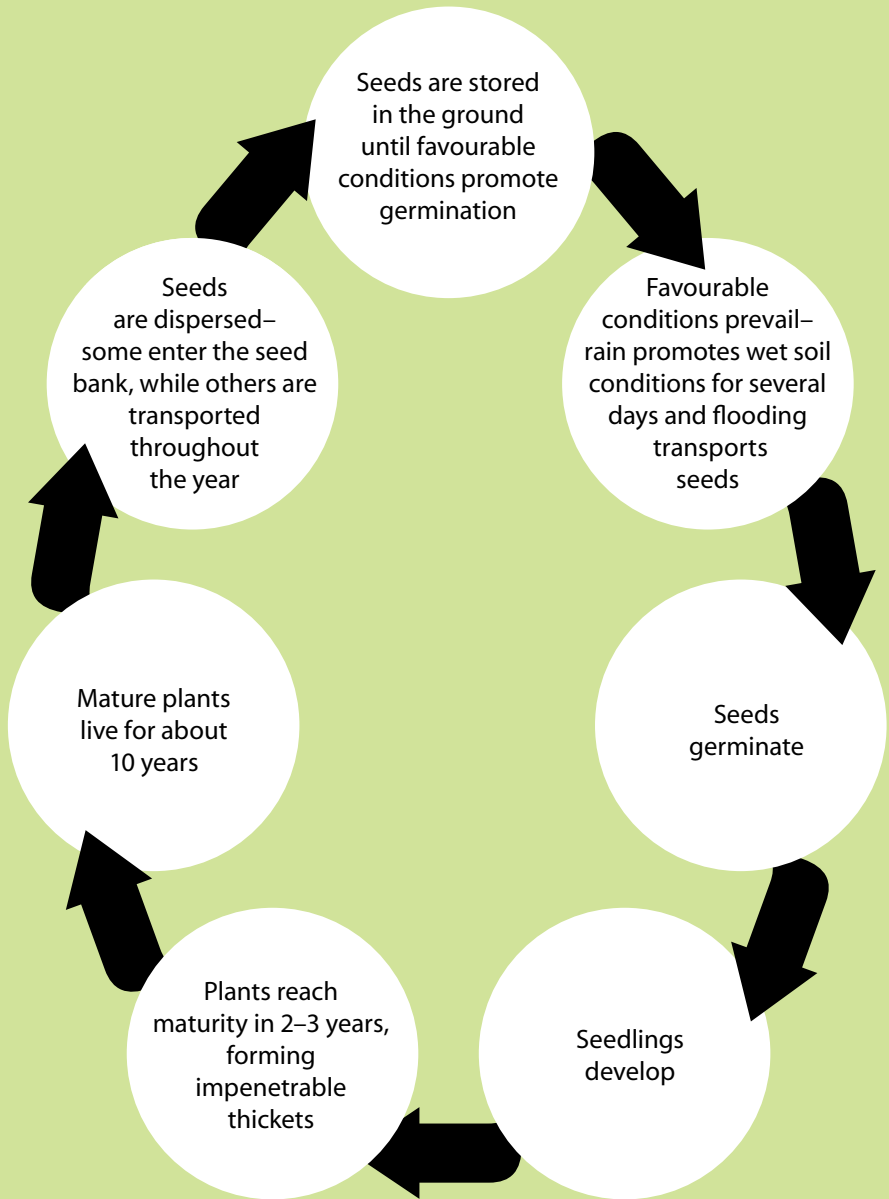 Seeds are stored
in the ground
until favourable
conditions promote
germination
Favourable
conditions prevail–
rain promotes wet soil
conditions for several
days and flooding
transports
seeds
Seeds
germinate
Seedlings
develop
Plants reach
maturity in 2–3 years,
forming
impenetrable
thickets
Mature plants
live for about
10 years
Seeds
are dispersed–
some enter the seed
bank, while others are
transported
throughout
the year